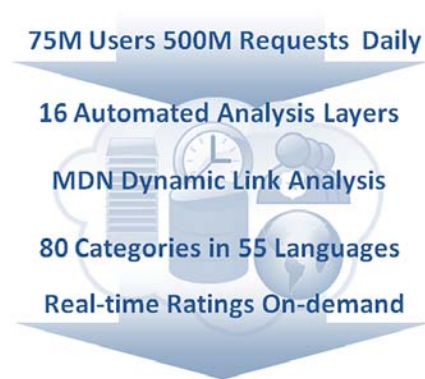 75M Users 500M Requests Daily
16 Automated Analysis Layers
MDN Dynamic Link Analysis
80 Categories in 55 Languages
Real-time Ratings On-demand